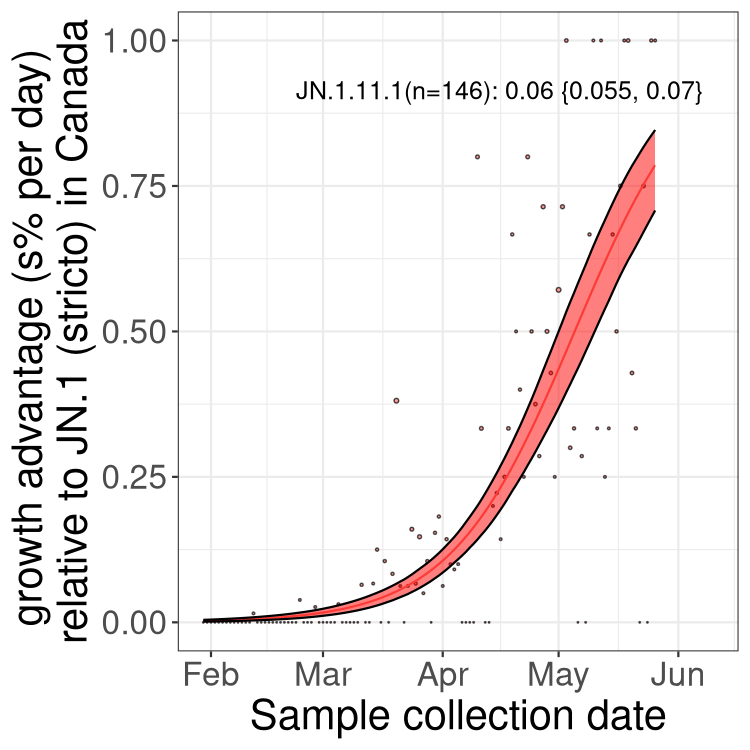 growth advantage (s% per day)
relative to JN.1 (stricto) in Canada
1.00
0.75
0.50
0.25
0.00
JN.1.11.1(n=146): 0.06 {0.055, 0.07}
Feb Mar Apr May Jun
Sample collection date